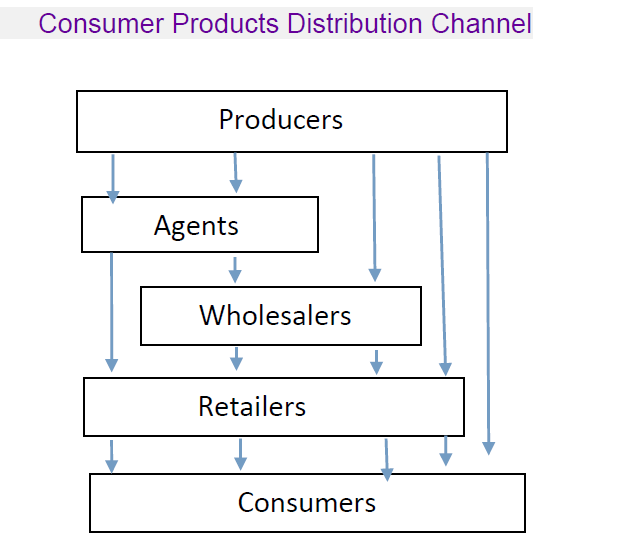 Consumer Products Distribution Channel
Producers
Agents
Wholesalers
Retailers
Consumers